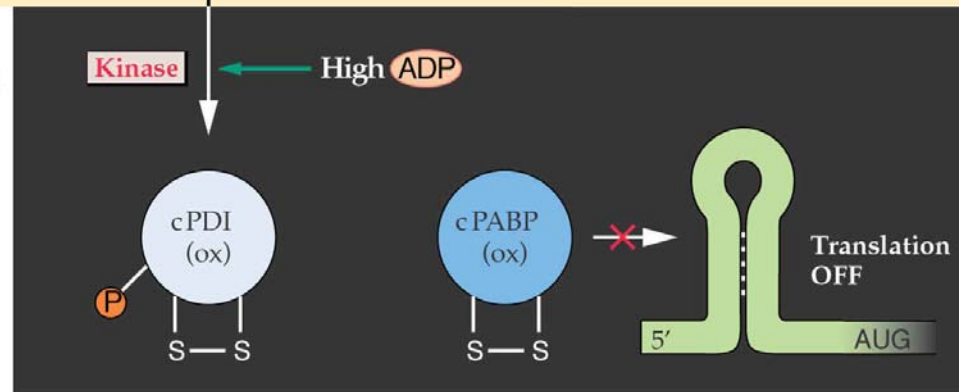 Kinase
High ADP
cPDI
(ox)
cPABP
(ox)
Translation
OFF
P
S—S
S—S
5′
AUG